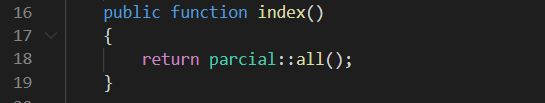 16 public function index()
17 {
18 return parcial::all();
19 }